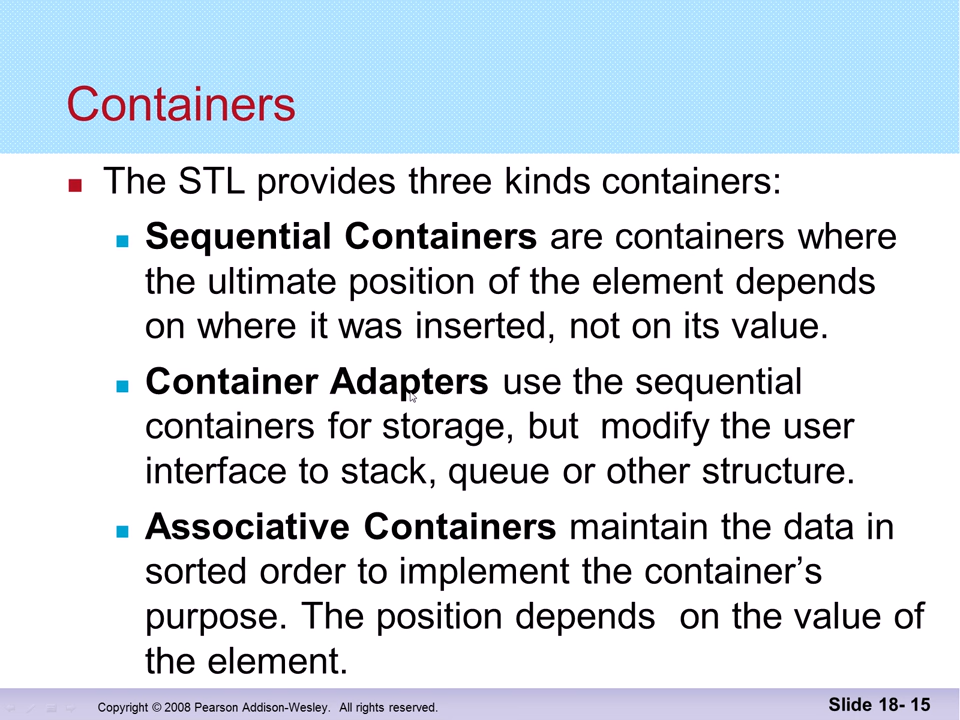 Containers
The STL provides three kinds containers:
Sequential Containers are containers where
the ultimate position of the element depends
on where it was inserted, not on its value.
Container Adapters use the sequential
containers for storage, but  modify the user
interface to stack, queue or other structure.
Associative Containers maintain the data in
sorted order to implement the container’s
purpose. The position depends  on the value of
the element.
Copyright © 2008 Pearson Addison-Wesley.  All rights reserved.
Slide 18- 15